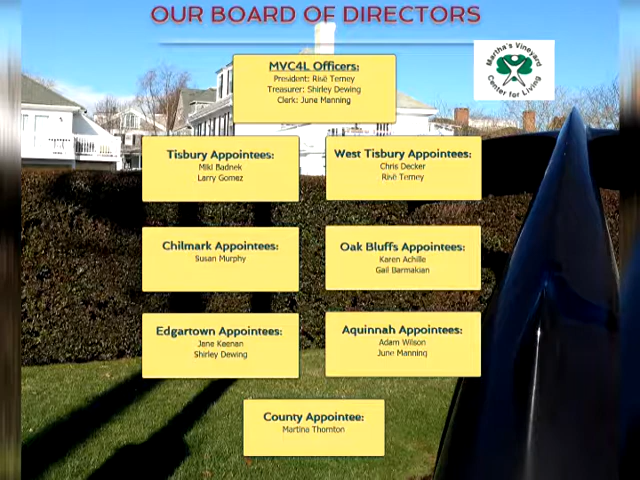 OUR BOARD OF DIRECTORS
Martha's Vineyard
Center for Living
MVC4L Officers:
President: Rivé Terney
Treasurer: Shirley Dewing
Clerk: June Manning
Tisbury Appointees:
Miki Badnek
Larry Gomez
West Tisbury Appointees:
Chris Decker
Rivé Terney
Chilmark Appointees:
Susan Murphy
Oak Bluffs Appointees:
Karen Achille
Gail Barmakian
Edgartown Appointees:
Jene Keenan
Shirley Dewing
Aquinnah Appointees:
Adam Wilson
June Manning
County Appointee:
Martina Thornton